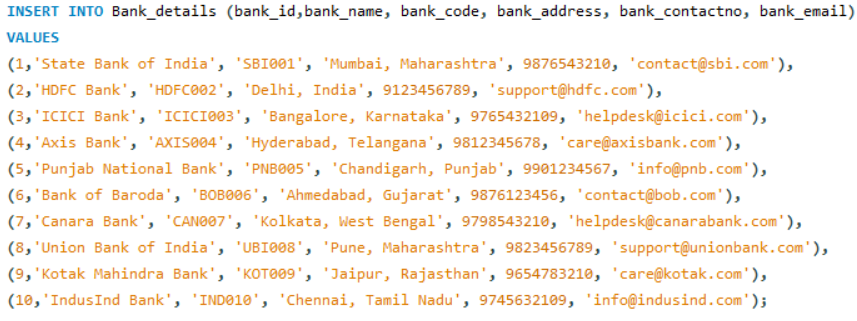 INSERT INTO Bank_details (bank_id,bank_name, bank_code, bank_address, bank_contactno, bank_email)
VALUES
(1,'State Bank of India', 'SBI001', 'Mumbai, Maharashtra', 9876543210, 'contact@sbi.com'),
(2,'HDFC Bank', 'HDFC002', 'Delhi, India', 9123456789, 'support@hdfc.com'),
(3,'ICICI Bank', 'ICICI003', 'Bangalore, Karnataka', 9765432109, 'helpdesk@icici.com'),
(4,'Axis Bank', 'AXIS004', 'Hyderabad, Telangana', 9812345678, 'care@axisbank.com'),
(5,'Punjab National Bank', 'PNB005', 'Chandigarh, Punjab', 9901234567, 'info@pnb.com'),
(6,'Bank of Baroda', 'BOB006', 'Ahmedabad, Gujarat', 9876123456, 'contact@bob.com'),
(7,'Canara Bank', 'CAN007', 'Kolkata, West Bengal', 9798543210, 'helpdesk@canarabank.com'),
(8,'Union Bank of India', 'UBI008', 'Pune, Maharashtra', 9823456789, 'support@unionbank.com'),
(9,'Kotak Mahindra Bank', 'KOT009', 'Jaipur, Rajasthan', 9654783210, 'care@kotak.com'),
(10,'IndusInd Bank', 'IND010', 'Chennai, Tamil Nadu', 9745632109, 'info@indusind.com');